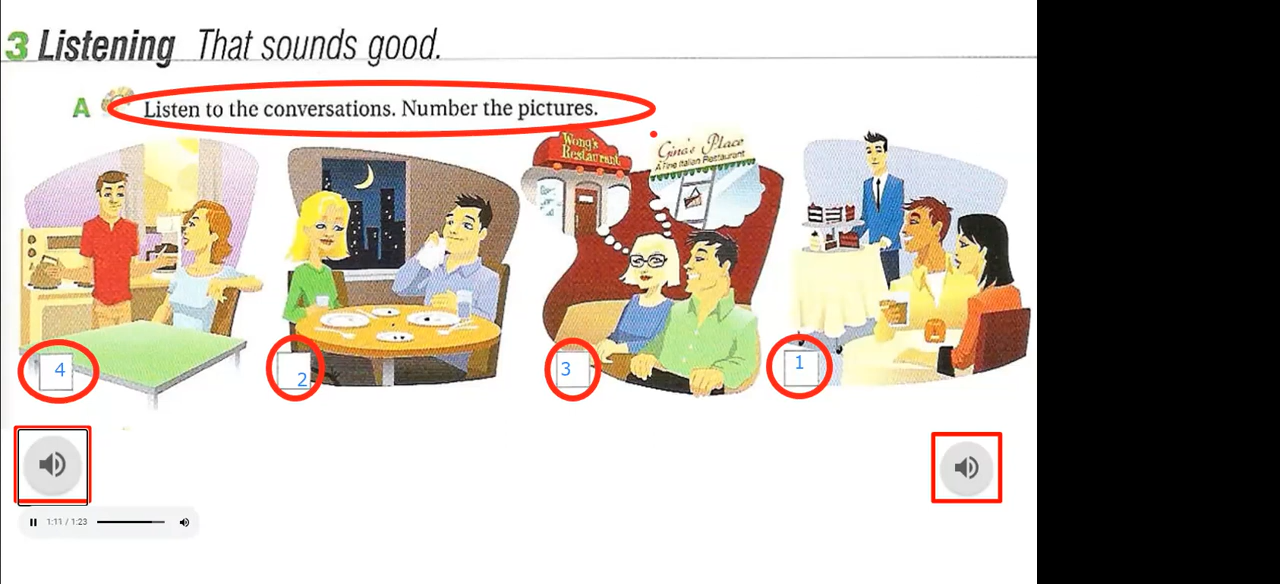 3 Listening That sounds good.
A Listen to the conversations. Number the pictures.
Wong's
Restaurant
Gina's Place
A Fine Italian Restaurant
4
2
3
1
1:11 / 1:23